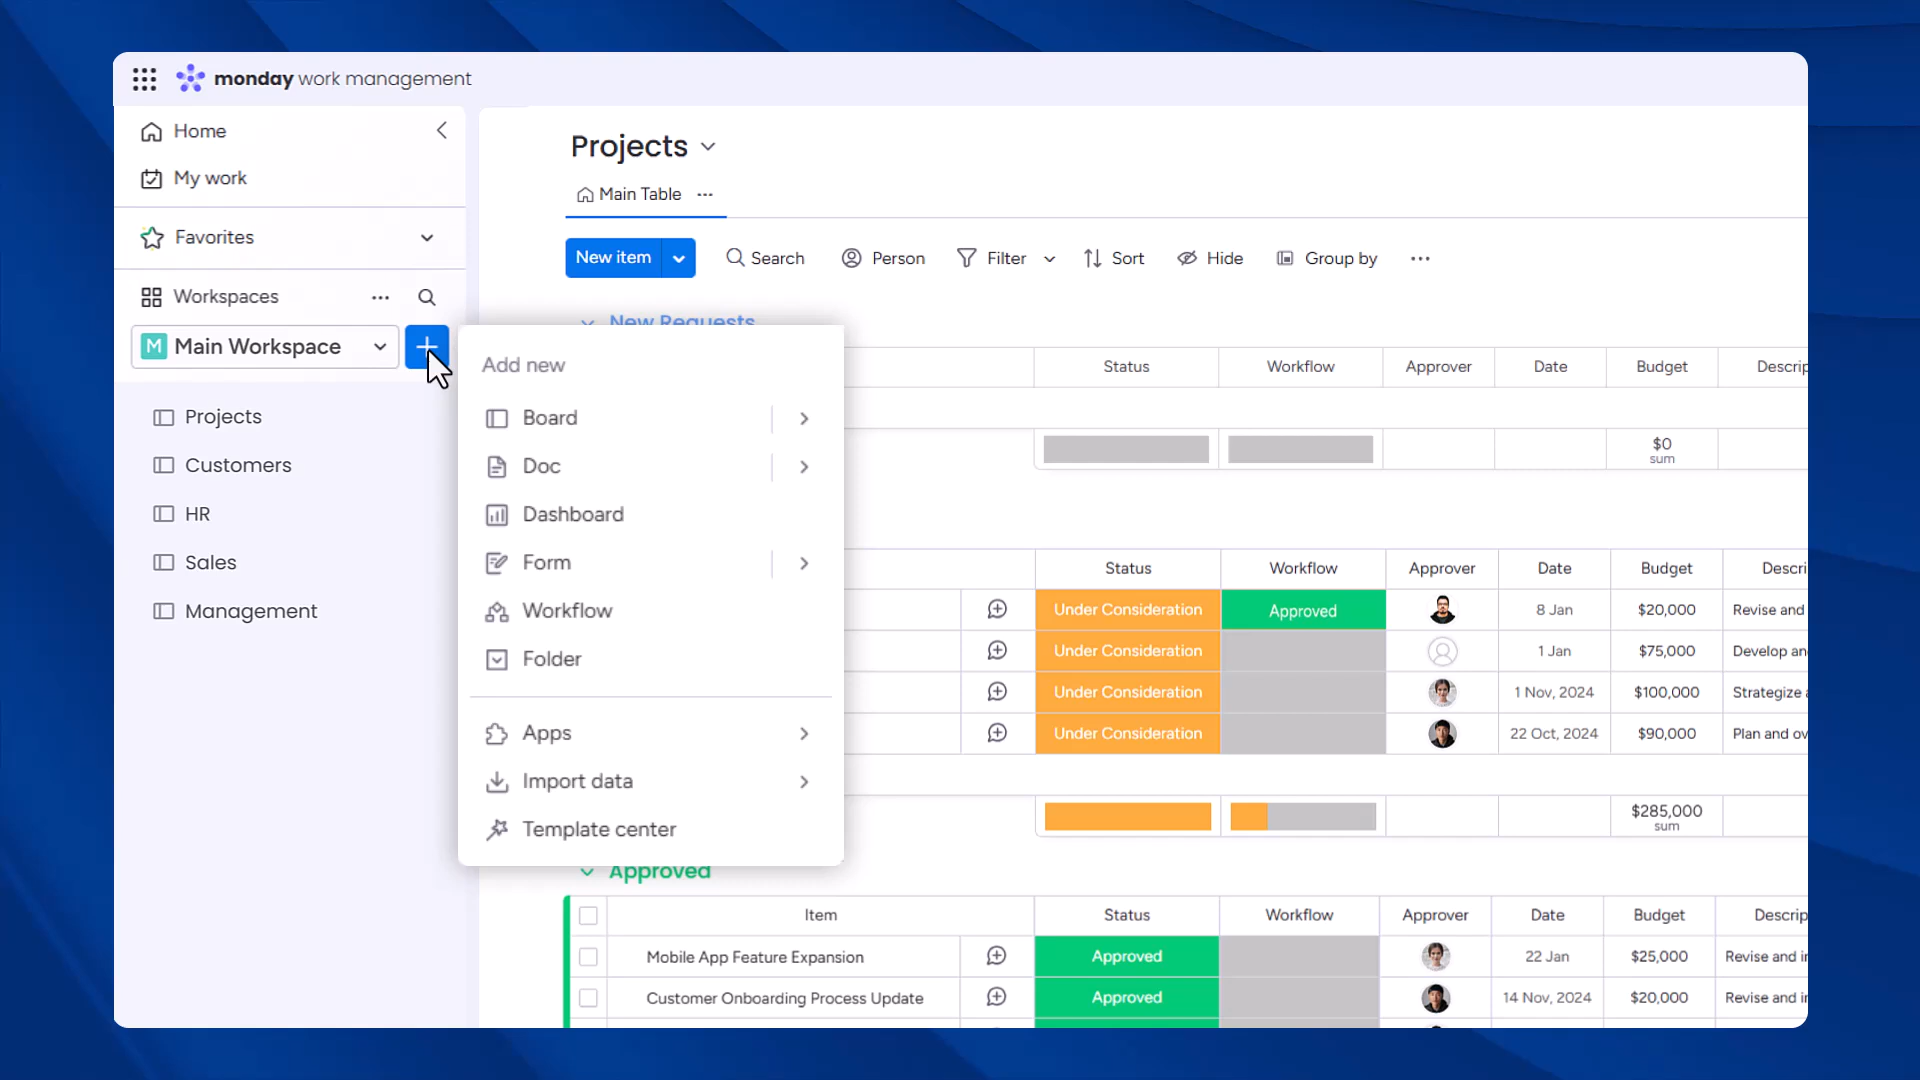 monday work management
Home
My work
Favorites
Workspaces
M Main Workspace
Projects
Customers
HR
Sales
Management
Projects
Main Table
New item
Search
Person
Filter
Sort
Hide
Group by
New Requests
Add new
Board
Doc
Dashboard
Form
Workflow
Folder
Apps
Import data
Template center
Status Workflow Approver Date Budget Descrip
$0
sum
Status Workflow Approver Date Budget Descri
Under Consideration Approved 8 Jan $20,000 Revise and
Under Consideration 1 Jan $75,000 Develop an
Under Consideration 1 Nov, 2024 $100,000 Strategize a
Under Consideration 22 Oct, 2024 $90,000 Plan and ov
$285,000
sum
Approved
Item Status Workflow Approver Date Budget Descrip
Mobile App Feature Expansion Approved 22 Jan $25,000 Revise and in
Customer Onboarding Process Update Approved 14 Nov, 2024 $20,000 Revise and in